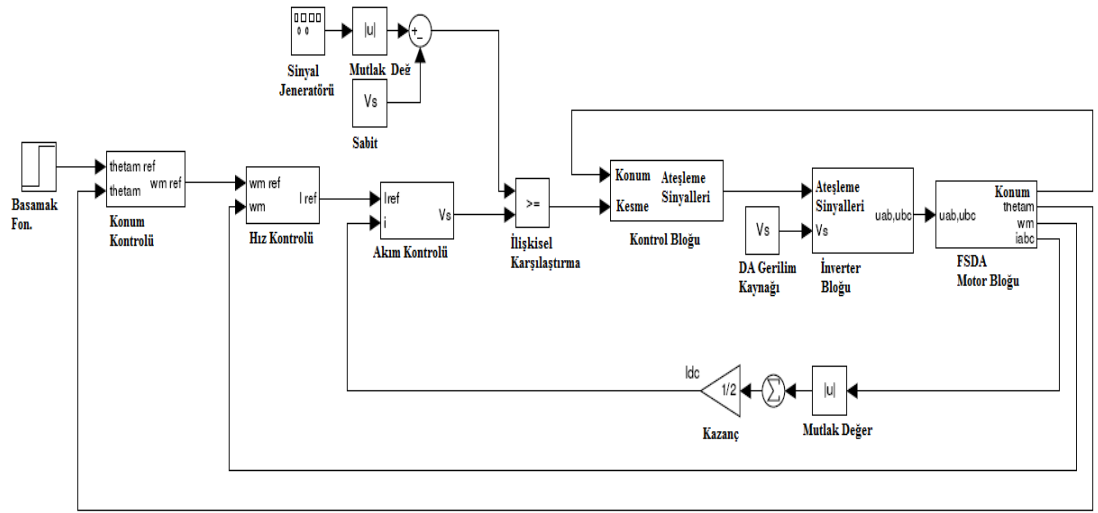 |u|
+
−
Sinyal
Jeneratörü
Mutlak Değ
Vs
Sabit
Basamak
Fon.
thetam ref
thetam
wm ref
Konum
Kontrolü
wm ref
wm
I ref
Hız Kontrolü
Iref
i
Vs
Akım Kontrolü
>=
İlişkisel
Karşılaştırma
Konum
Kesme
Ateşleme
Sinyalleri
Kontrol Bloğu
Vs
DA Gerilim
Kaynağı
Ateşleme
Sinyalleri
Vs
uab,ubc
İnverter
Bloğu
uab,ubc
Konum
thetam
wm
iabc
FSDA
Motor Bloğu
Idc
1/2
Kazanç
Σ
|u|
Mutlak Değer